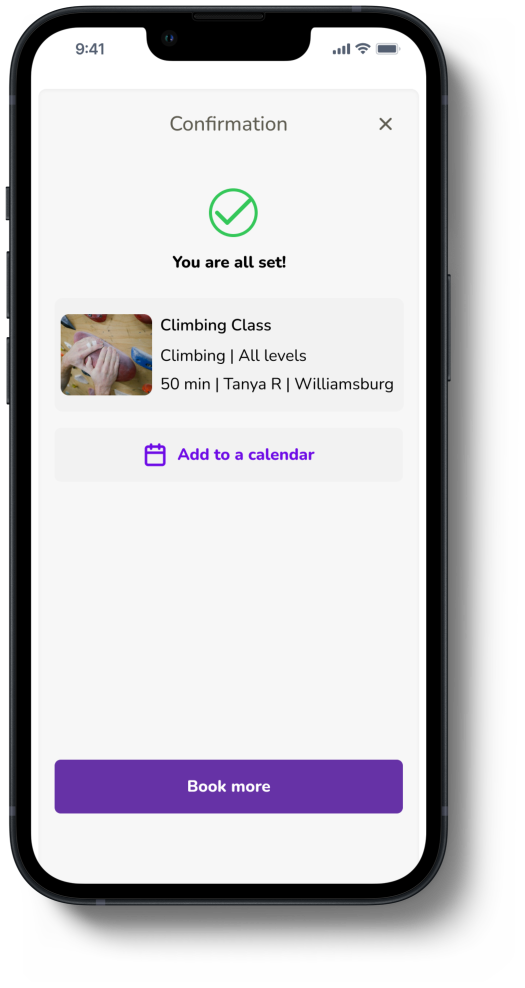 9:41
Confirmation
You are all set!
Climbing Class
Climbing | All levels
50 min | Tanya R | Williamsburg
Add to a calendar
Book more